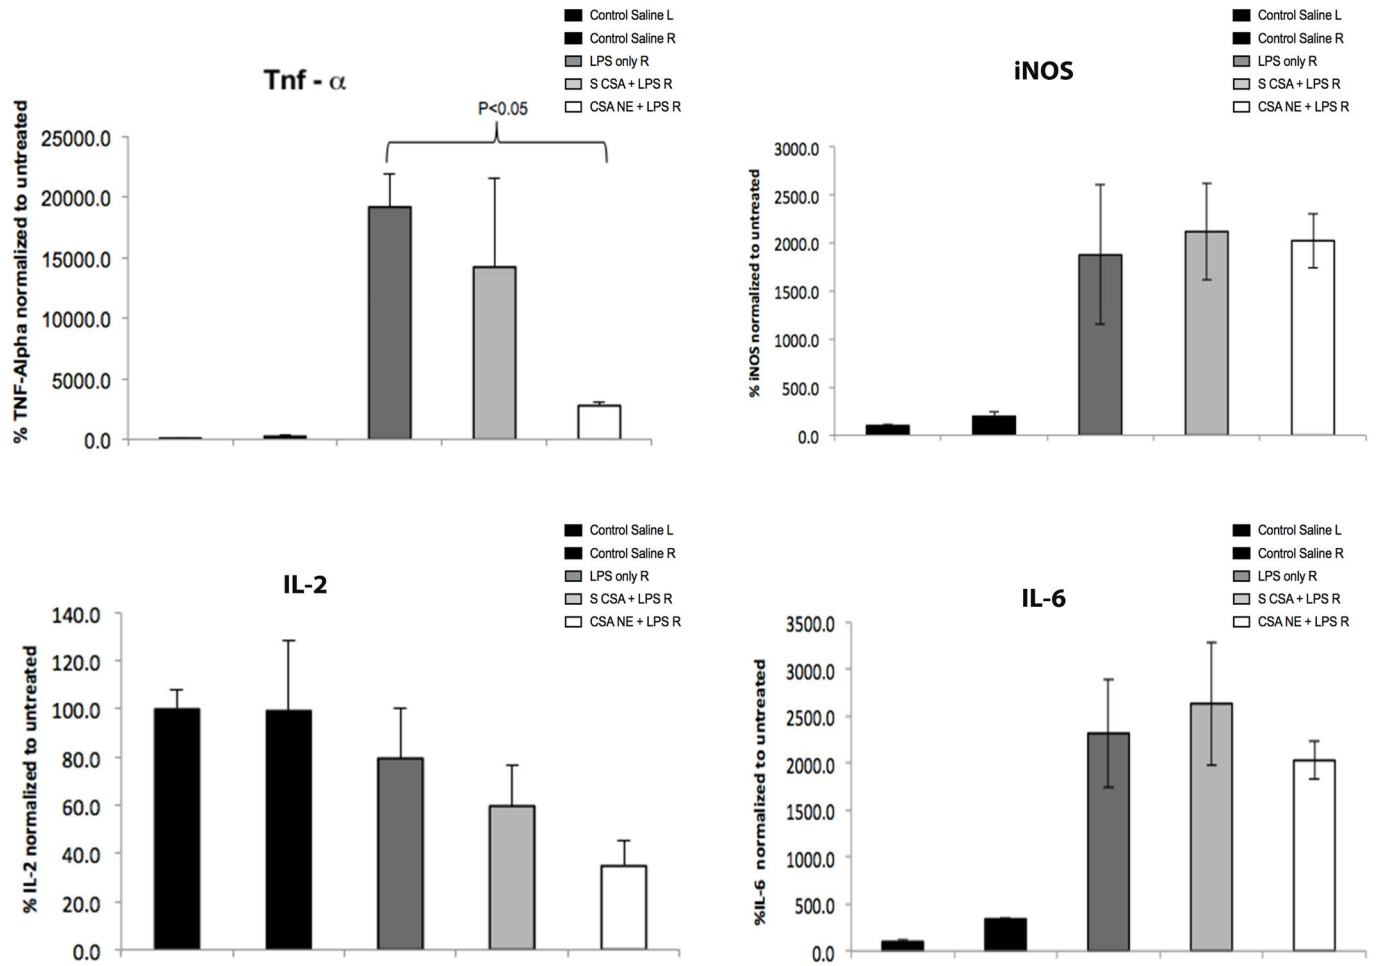 Control Saline L
Control Saline R
LPS only R
S CSA + LPS R
CSA NE + LPS R
Tnf - α
P<0.05
% TNF-Alpha normalized to untreated
25000.0
20000.0
15000.0
10000.0
5000.0
0.0
Control Saline L
Control Saline R
LPS only R
S CSA + LPS R
CSA NE + LPS R
iNOS
% iNOS normalized to untreated
3000.0
2500.0
2000.0
1500.0
1000.0
500.0
0.0
Control Saline L
Control Saline R
LPS only R
S CSA + LPS R
CSA NE + LPS R
IL-2
% IL-2 normalized to untreated
140.0
120.0
100.0
80.0
60.0
40.0
20.0
0.0
Control Saline L
Control Saline R
LPS only R
S CSA + LPS R
CSA NE + LPS R
IL-6
%IL-6 normalized to untreated
3500.0
3000.0
2500.0
2000.0
1500.0
1000.0
500.0
0.0